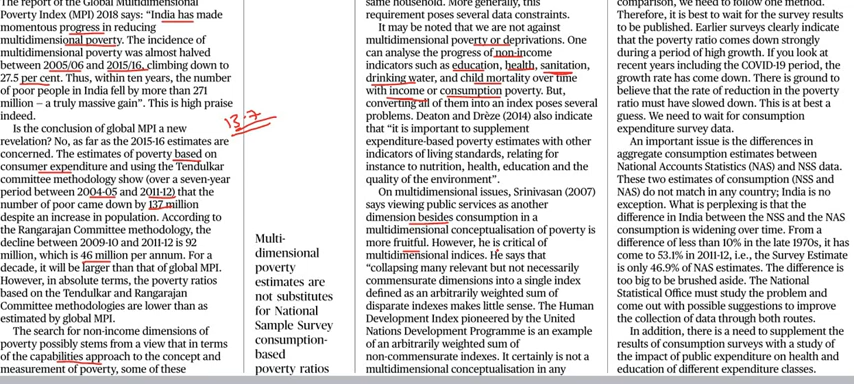 The report of the Global Multidimensional
Poverty Index (MPI) 2018 says: “India has made
momentous progress in reducing
multidimensional poverty. The incidence of
multidimensional poverty was almost halved
between 2005/06 and 2015/16, climbing down to
27.5 per cent. Thus, within ten years, the number
of poor people in India fell by more than 271
million – a truly massive gain”. This is high praise
indeed.
Is the conclusion of global MPI a new
revelation? No, as far as the 2015-16 estimates are
concerned. The estimates of poverty based on
consumer expenditure and using the Tendulkar
committee methodology show (over a seven-year
period between 2004-05 and 2011-12) that the
number of poor came down by 137 million
despite an increase in population. According to
the Rangarajan Committee methodology, the
decline between 2009-10 and 2011-12 is 92
million, which is 46 million per annum. For a
decade, it will be larger than that of global MPI.
However, in absolute terms, the poverty ratios
based on the Tendulkar and Rangarajan
Committee methodologies are lower than as
estimated by global MPI.
The search for non-income dimensions of
poverty possibly stems from a view that in terms
of the capabilities approach to the concept and
measurement of poverty, some of these
13.7
Multi-
dimensional
poverty
estimates are
not substitutes
for National
Sample Survey
consumption-
based
poverty ratios
same household. More generally, this
requirement poses several data constraints.
It may be noted that we are not against
multidimensional poverty or deprivations. One
can analyse the progress of non-income
indicators such as education, health, sanitation,
drinking water, and child mortality over time
with income or consumption poverty. But,
converting all of them into an index poses several
problems. Deaton and Drèze (2014) also indicate
that “it is important to supplement
expenditure-based poverty estimates with other
indicators of living standards, relating for
instance to nutrition, health, education and the
quality of the environment”.
On multidimensional issues, Srinivasan (2007)
says viewing public services as another
dimension besides consumption in a
multidimensional conceptualisation of poverty is
more fruitful. However, he is critical of
multidimensional indices. He says that
“collapsing many relevant but not necessarily
commensurate dimensions into a single index
defined as an arbitrarily weighted sum of
disparate indexes makes little sense. The Human
Development Index pioneered by the United
Nations Development Programme is an example
of an arbitrarily weighted sum of
non-commensurate indexes. It certainly is not a
multidimensional conceptualisation in any
comparison, we need to follow one method.
Therefore, it is best to wait for the survey results
to be published. Earlier surveys clearly indicate
that the poverty ratio comes down strongly
during a period of high growth. If you look at
recent years including the COVID-19 period, the
growth rate has come down. There is ground to
believe that the rate of reduction in the poverty
ratio must have slowed down. This is at best a
guess. We need to wait for consumption
expenditure survey data.
An important issue is the differences in
aggregate consumption estimates between
National Accounts Statistics (NAS) and NSS data.
These two estimates of consumption (NSS and
NAS) do not match in any country; India is no
exception. What is perplexing is that the
difference in India between the NSS and the NAS
consumption is widening over time. From a
difference of less than 10% in the late 1970s, it has
come to 53.1% in 2011-12, i.e., the Survey Estimate
is only 46.9% of NAS estimates. The difference is
too big to be brushed aside. The National
Statistical Office must study the problem and
come out with possible suggestions to improve
the collection of data through both routes.
In addition, there is a need to supplement the
results of consumption surveys with a study of
the impact of public expenditure on health and
education of different expenditure classes.